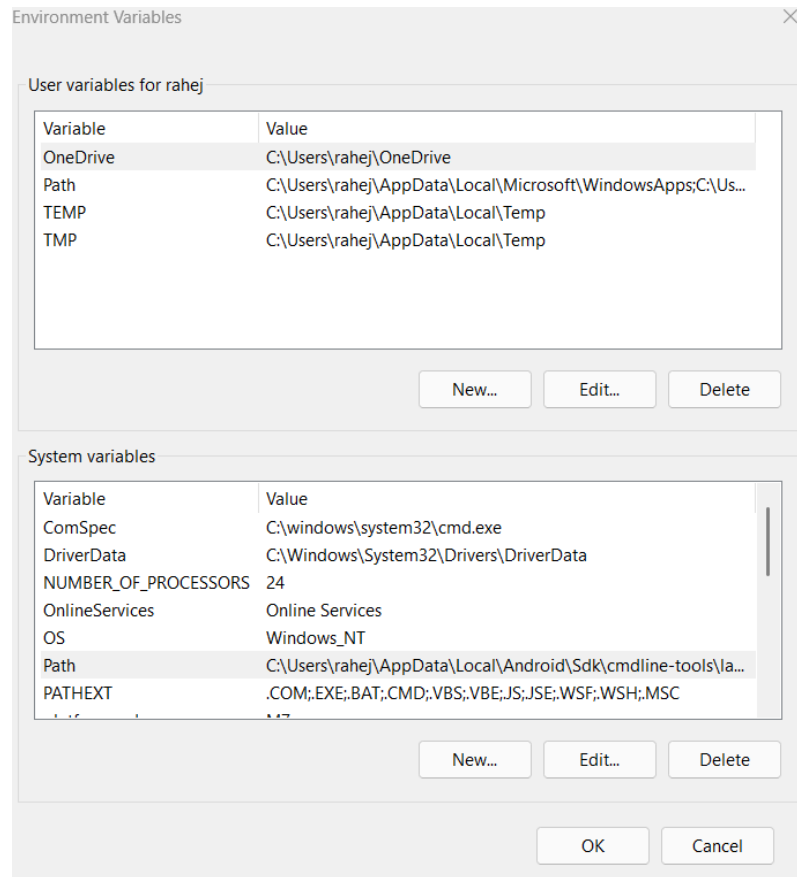 Environment Variables
User variables for rahej
Variable Value
OneDrive C:\Users\rahej\OneDrive
Path C:\Users\rahej\AppData\Local\Microsoft\WindowsApps;C:\Us...
TEMP C:\Users\rahej\AppData\Local\Temp
TMP C:\Users\rahej\AppData\Local\Temp
New... Edit... Delete
System variables
Variable Value
ComSpec C:\windows\system32\cmd.exe
DriverData C:\Windows\System32\Drivers\DriverData
NUMBER_OF_PROCESSORS 24
OnlineServices Online Services
OS Windows_NT
Path C:\Users\rahej\AppData\Local\Android\Sdk\cmdline-tools\la...
PATHEXT .COM;.EXE;.BAT;.CMD;.VBS;.VBE;.JS;.JSE;.WSF;.WSH;.MSC
New... Edit... Delete
OK Cancel